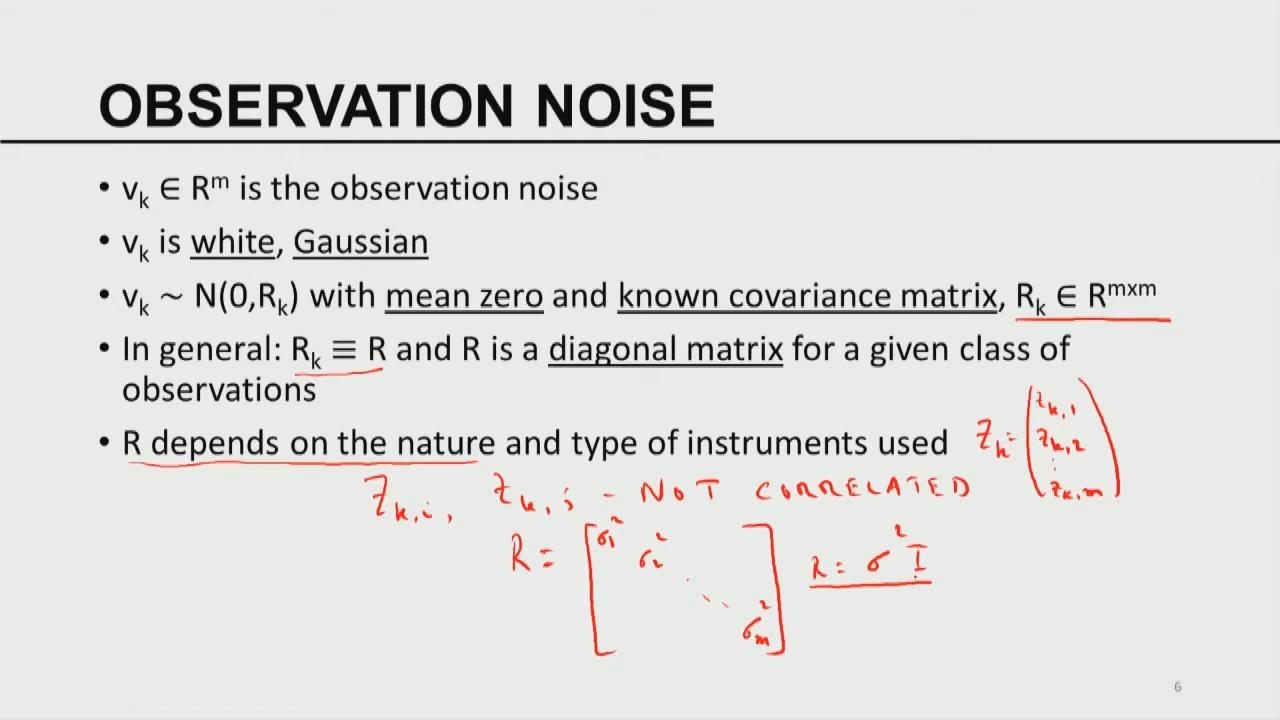 OBSERVATION NOISE
• vₖ ∈ Rᵐ is the observation noise
• vₖ is white, Gaussian
• vₖ ~ N(0,Rₖ) with mean zero and known covariance matrix, Rₖ ∈ Rᵐˣᵐ
• In general: Rₖ ≡ R and R is a diagonal matrix for a given class of
observations
• R depends on the nature and type of instruments used
zₖ = (zₖ,₁
zₖ,₂
⋮
zₖ,ₘ)
zₖ,ᵢ, zₖ,ⱼ - NOT CORRELATED
R = [σ₁² σ₂² ⋱ σₘ²] R = σ² I
6